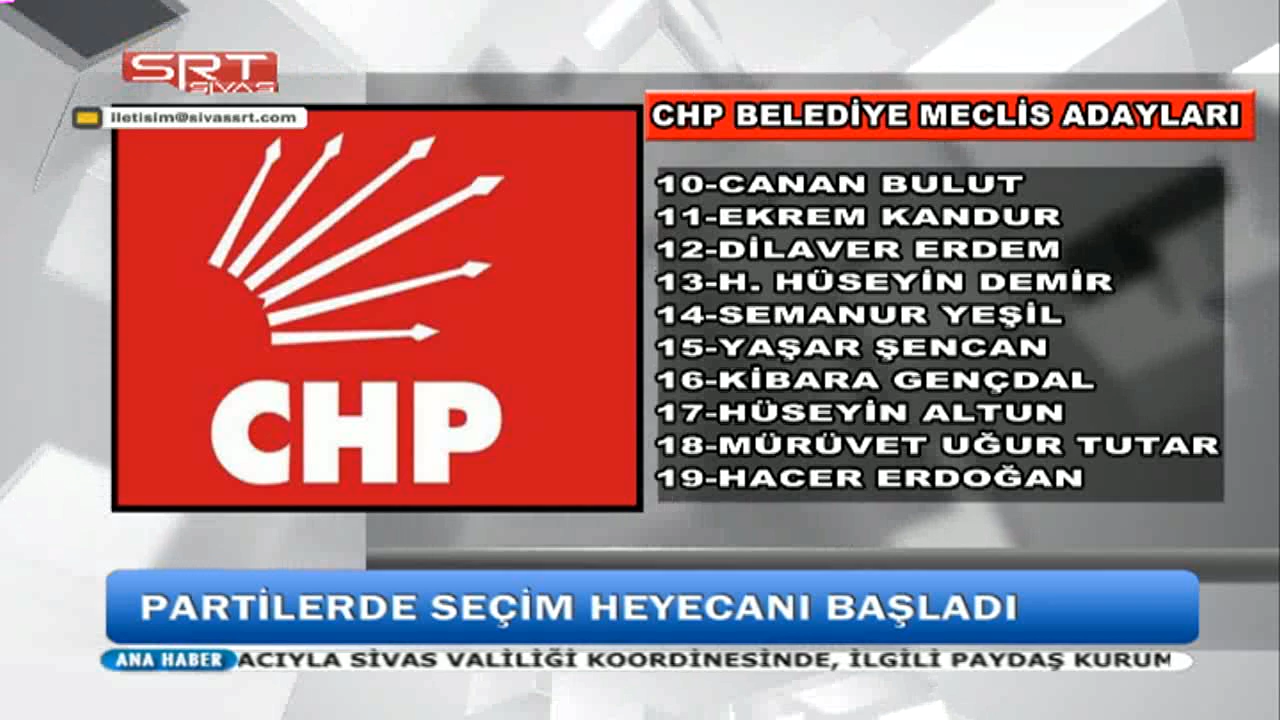 SRT
SİVAS
iletisim@sivassrt.com
CHP BELEDİYE MECLİS ADAYLARI
10-CANAN BULUT
11-EKREM KANDUR
12-DİLAVER ERDEM
13-H. HÜSEYİN DEMİR
14-SEMANUR YEŞİL
15-YAŞAR ŞENCAN
16-KİBARA GENÇDAL
17-HÜSEYİN ALTUN
18-MÜRÜVET UĞUR TUTAR
19-HACER ERDOĞAN
CHP
PARTİLERDE SEÇİM HEYECANI BAŞLADI
ANA HABER ACIYLA SİVAS VALİLİĞİ KOORDİNESİNDE, İLGİLİ PAYDAŞ KURUM